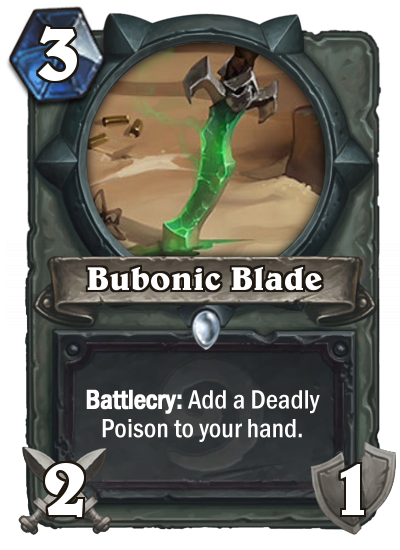 3
Bubonic Blade
Battlecry: Add a Deadly
Poison to your hand.
2
1